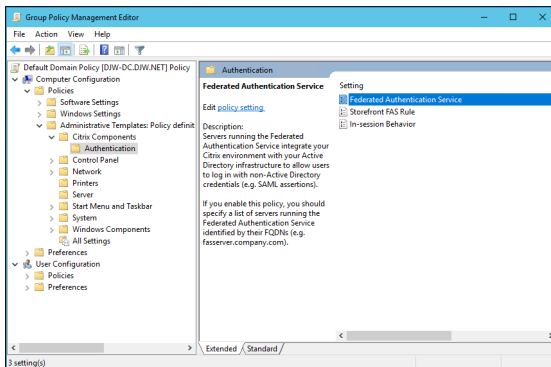 Group Policy Management Editor
File Action View Help
Default Domain Policy [DJW-DC.DJW.NET] Policy
Computer Configuration
Policies
Software Settings
Windows Settings
Administrative Templates: Policy definit
Citrix Components
Authentication
Control Panel
Network
Printers
Server
Start Menu and Taskbar
System
Windows Components
All Settings
Preferences
User Configuration
Policies
Preferences
Authentication
Federated Authentication Service
Edit policy setting
Description:
Servers running the Federated
Authentication Service integrate your
Citrix environment with your Active
Directory infrastructure to allow users
to log in with non-Active Directory
credentials (e.g. SAML assertions).
If you enable this policy, you should
specify a list of servers running the
Federated Authentication Service
identified by their FQDNs (e.g.
fasserver.company.com).
Setting
Federated Authentication Service
Storefront FAS Rule
In-session Behavior
Extended Standard
3 setting(s)